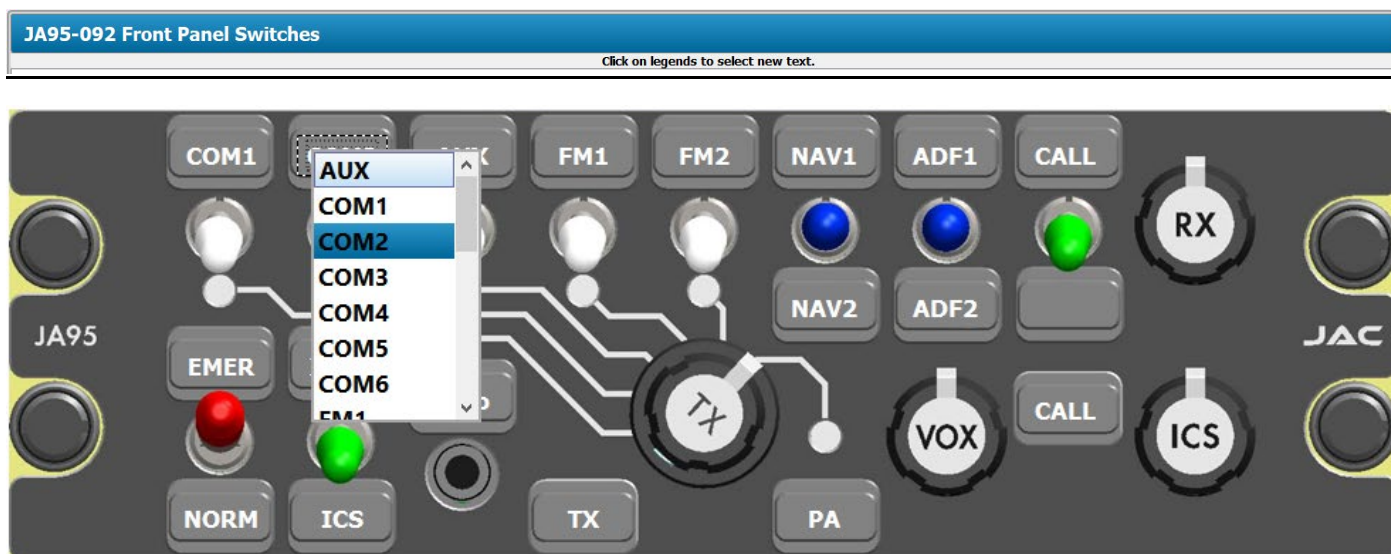 JA95-092 Front Panel Switches
Click on legends to select new text.
COM1
FM1
FM2
NAV1
ADF1
CALL
AUX
COM1
COM2
COM3
COM4
COM5
COM6
FM1
RX
NAV2
ADF2
JA95
JAC
EMER
TX
VOX
CALL
ICS
NORM
ICS
TX
PA